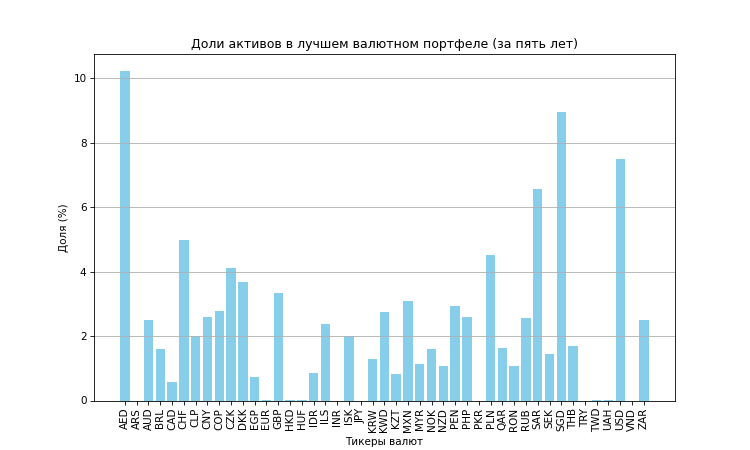 Доли активов в лучшем валютном портфеле (за пять лет)
Доля (%)
10
8
6
4
2
0
AED ARS AUD BRL CAD CHF CLP CNY COP CZK DKK EGP EUR GBP HKD HUF IDR ILS INR ISK JPY KRW KWD KZT MXN MYR NOK NZD PEN PHP PKR PLN QAR RON RUB SAR SEK SGD THB TRY TWD UAH USD VND ZAR
Тикеры валют